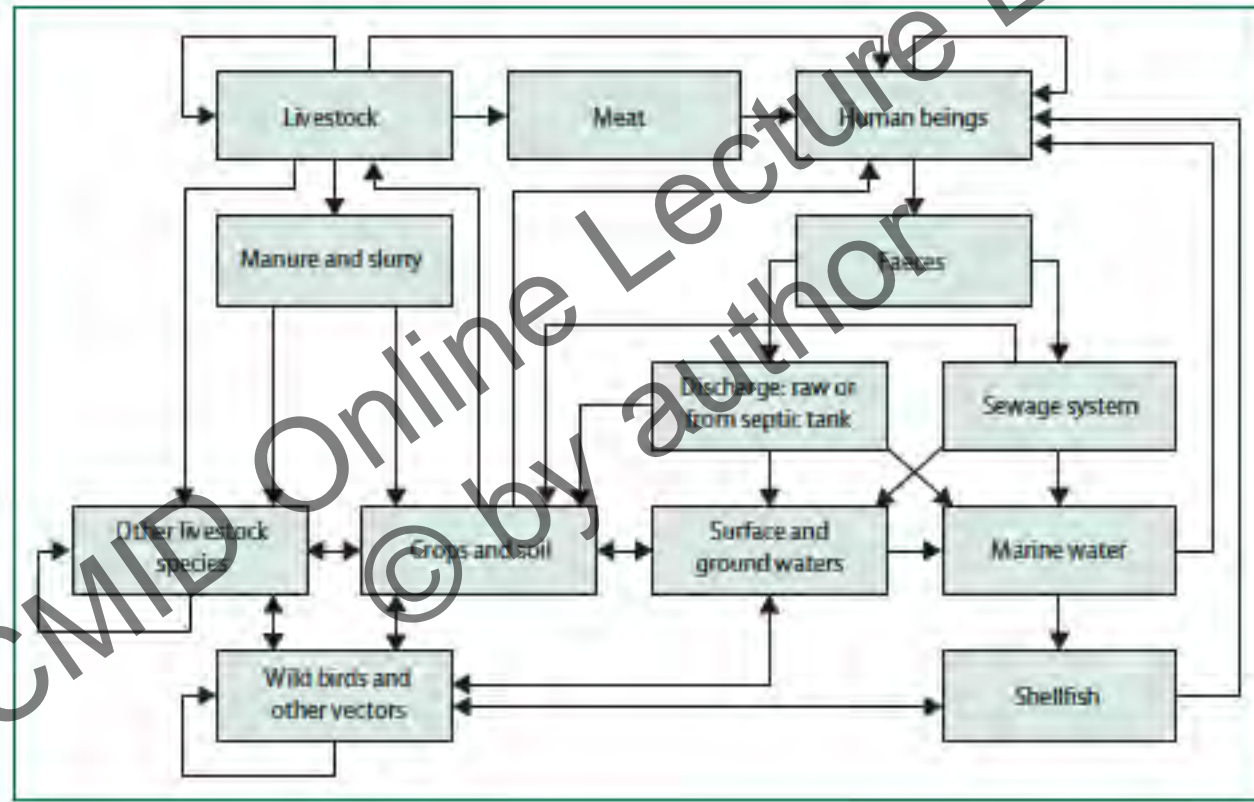 Livestock
Meat
Human beings
Manure and slurry
Faeces
Discharge: raw or
from septic tank
Sewage system
Other livestock
species
Crops and soil
Surface and
ground waters
Marine water
Wild birds and
other vectors
Shellfish
CMID Online Lecture
© by author